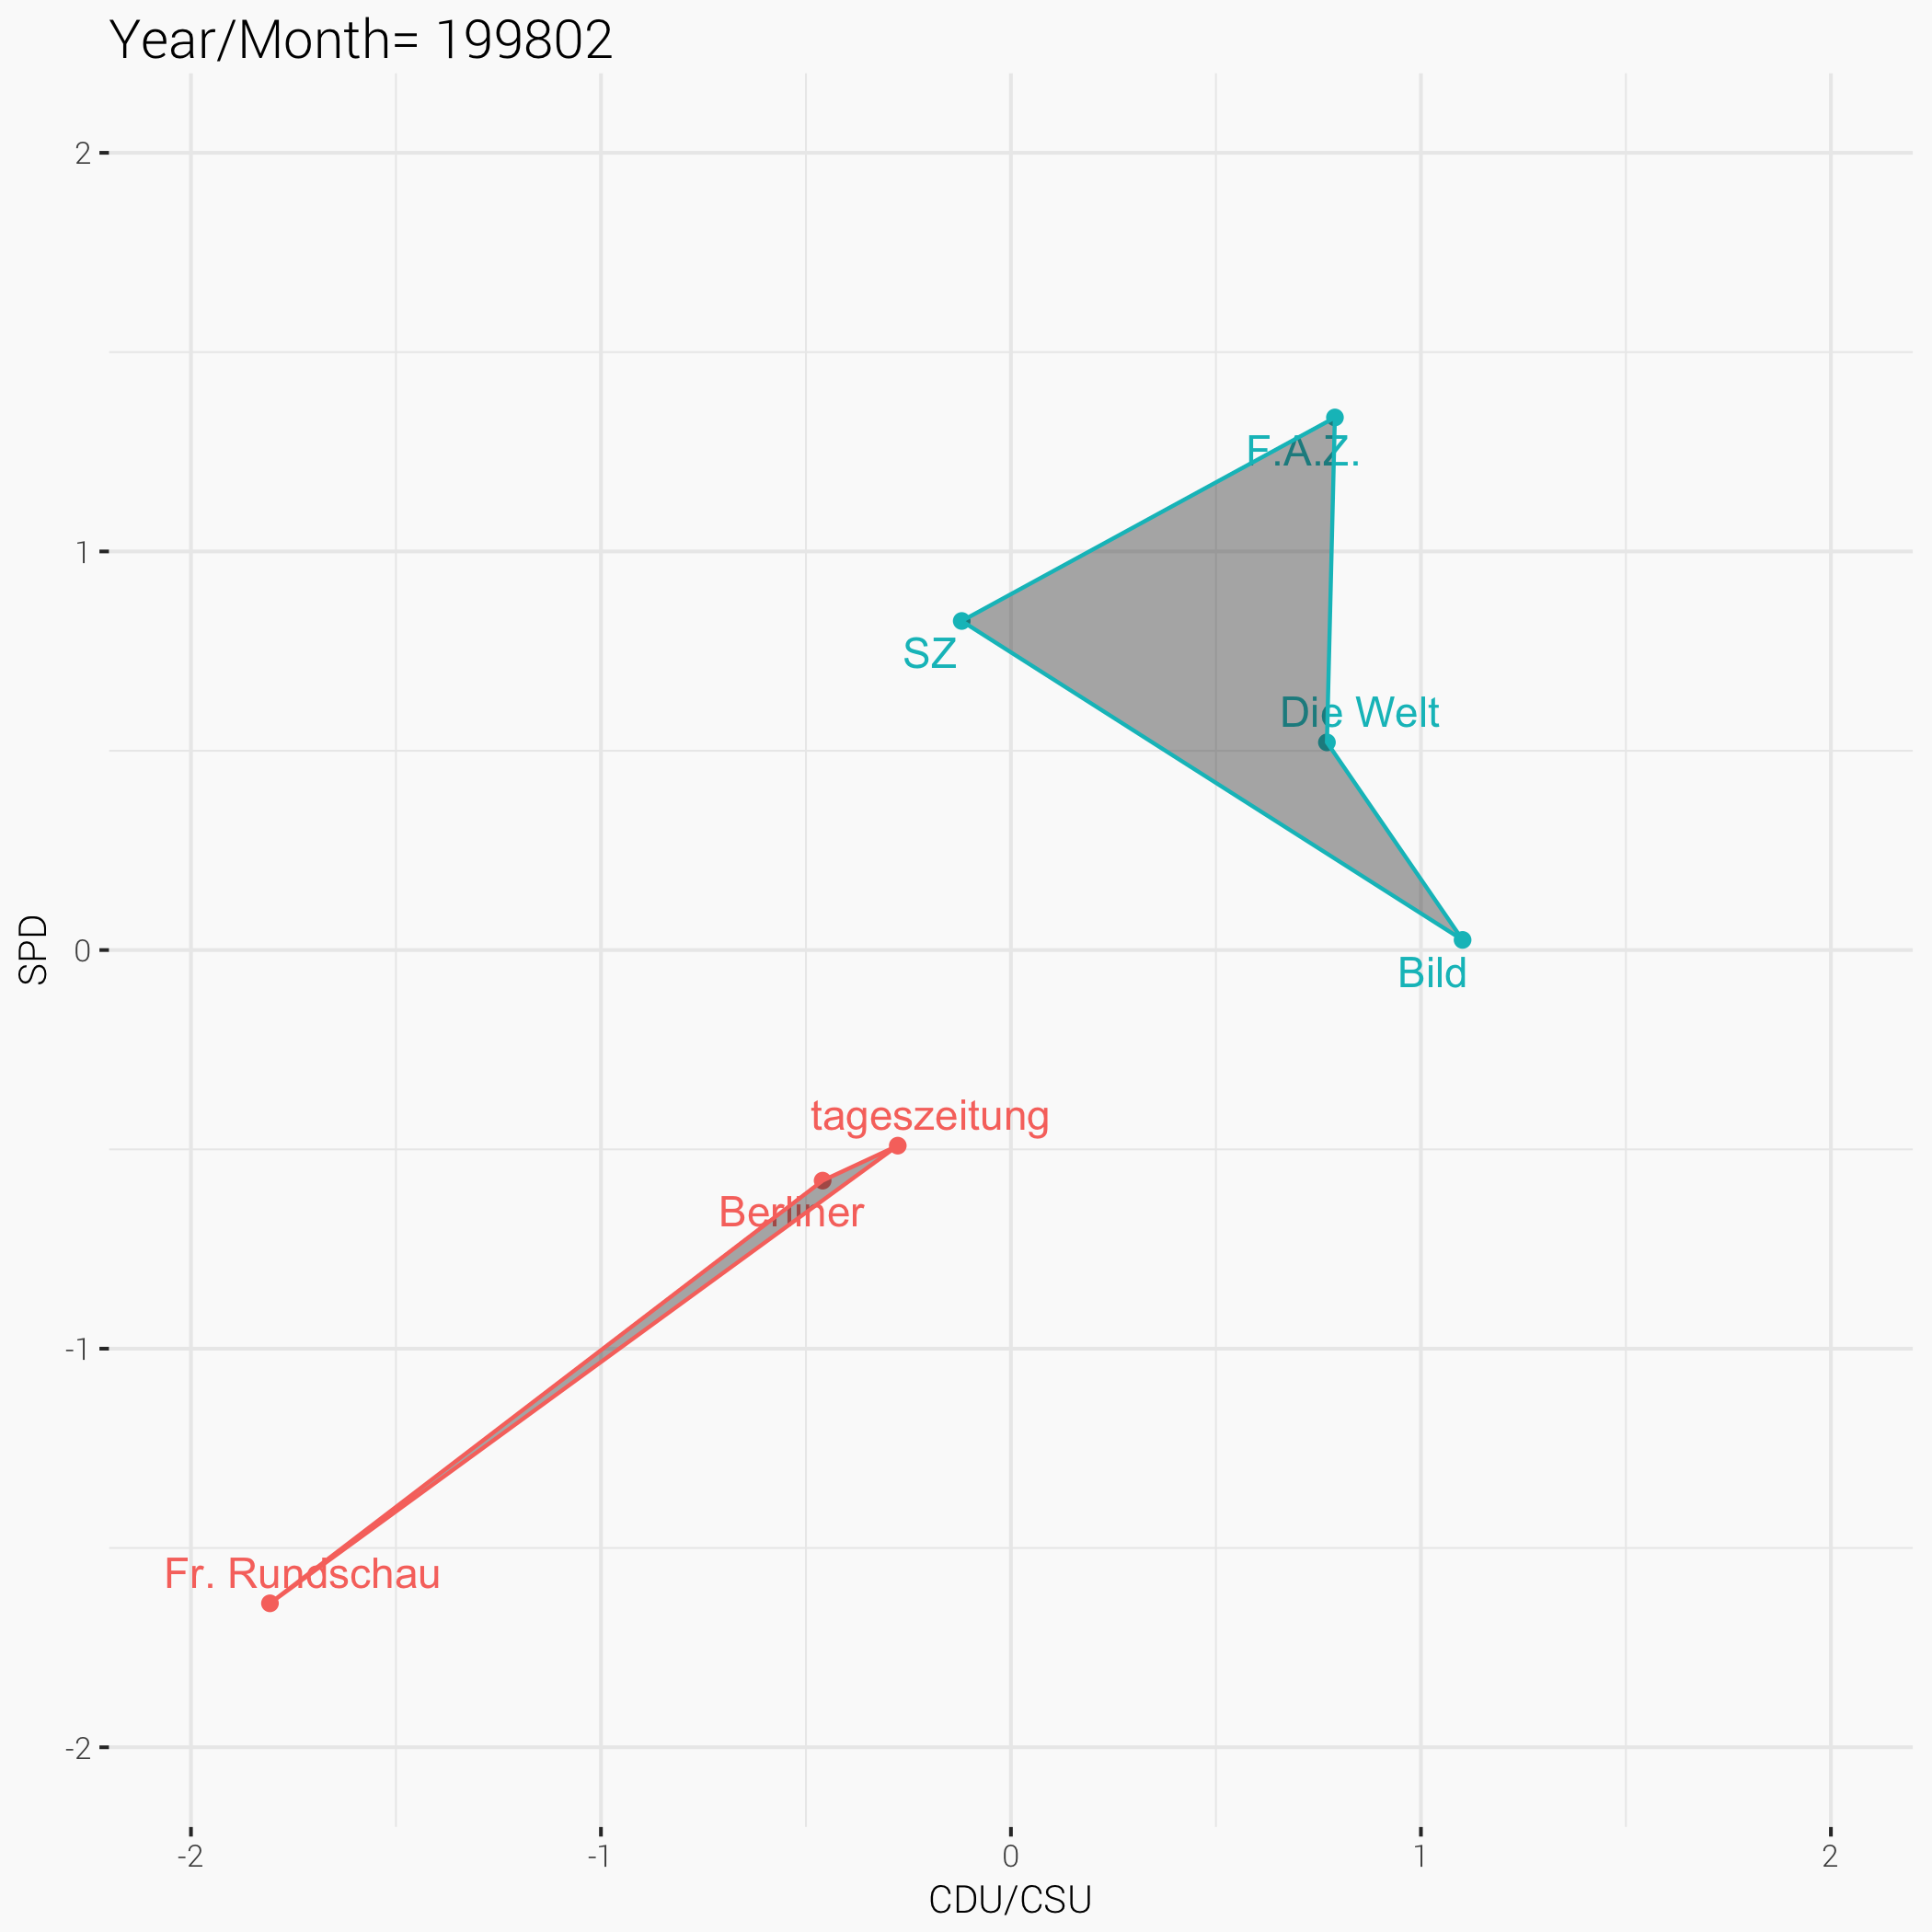 Year/Month= 199802
2
F.A.Z.
1
SZ
Die Welt
SPD
0
Bild
tageszeitung
Berliner
-1
Fr. Rundschau
-2
-2 -1 0 1 2
CDU/CSU